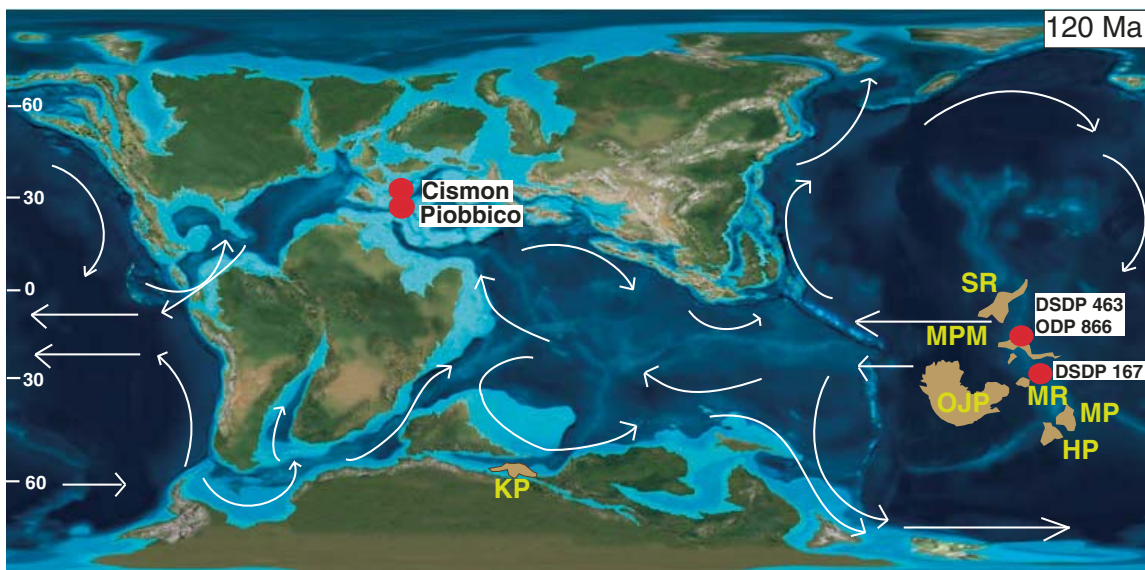 120 Ma
60
30
0
30
60
Cismon
Piobbico
SR
DSDP 463
ODP 866
MPM
DSDP 167
OJP
MR
MP
HP
KP